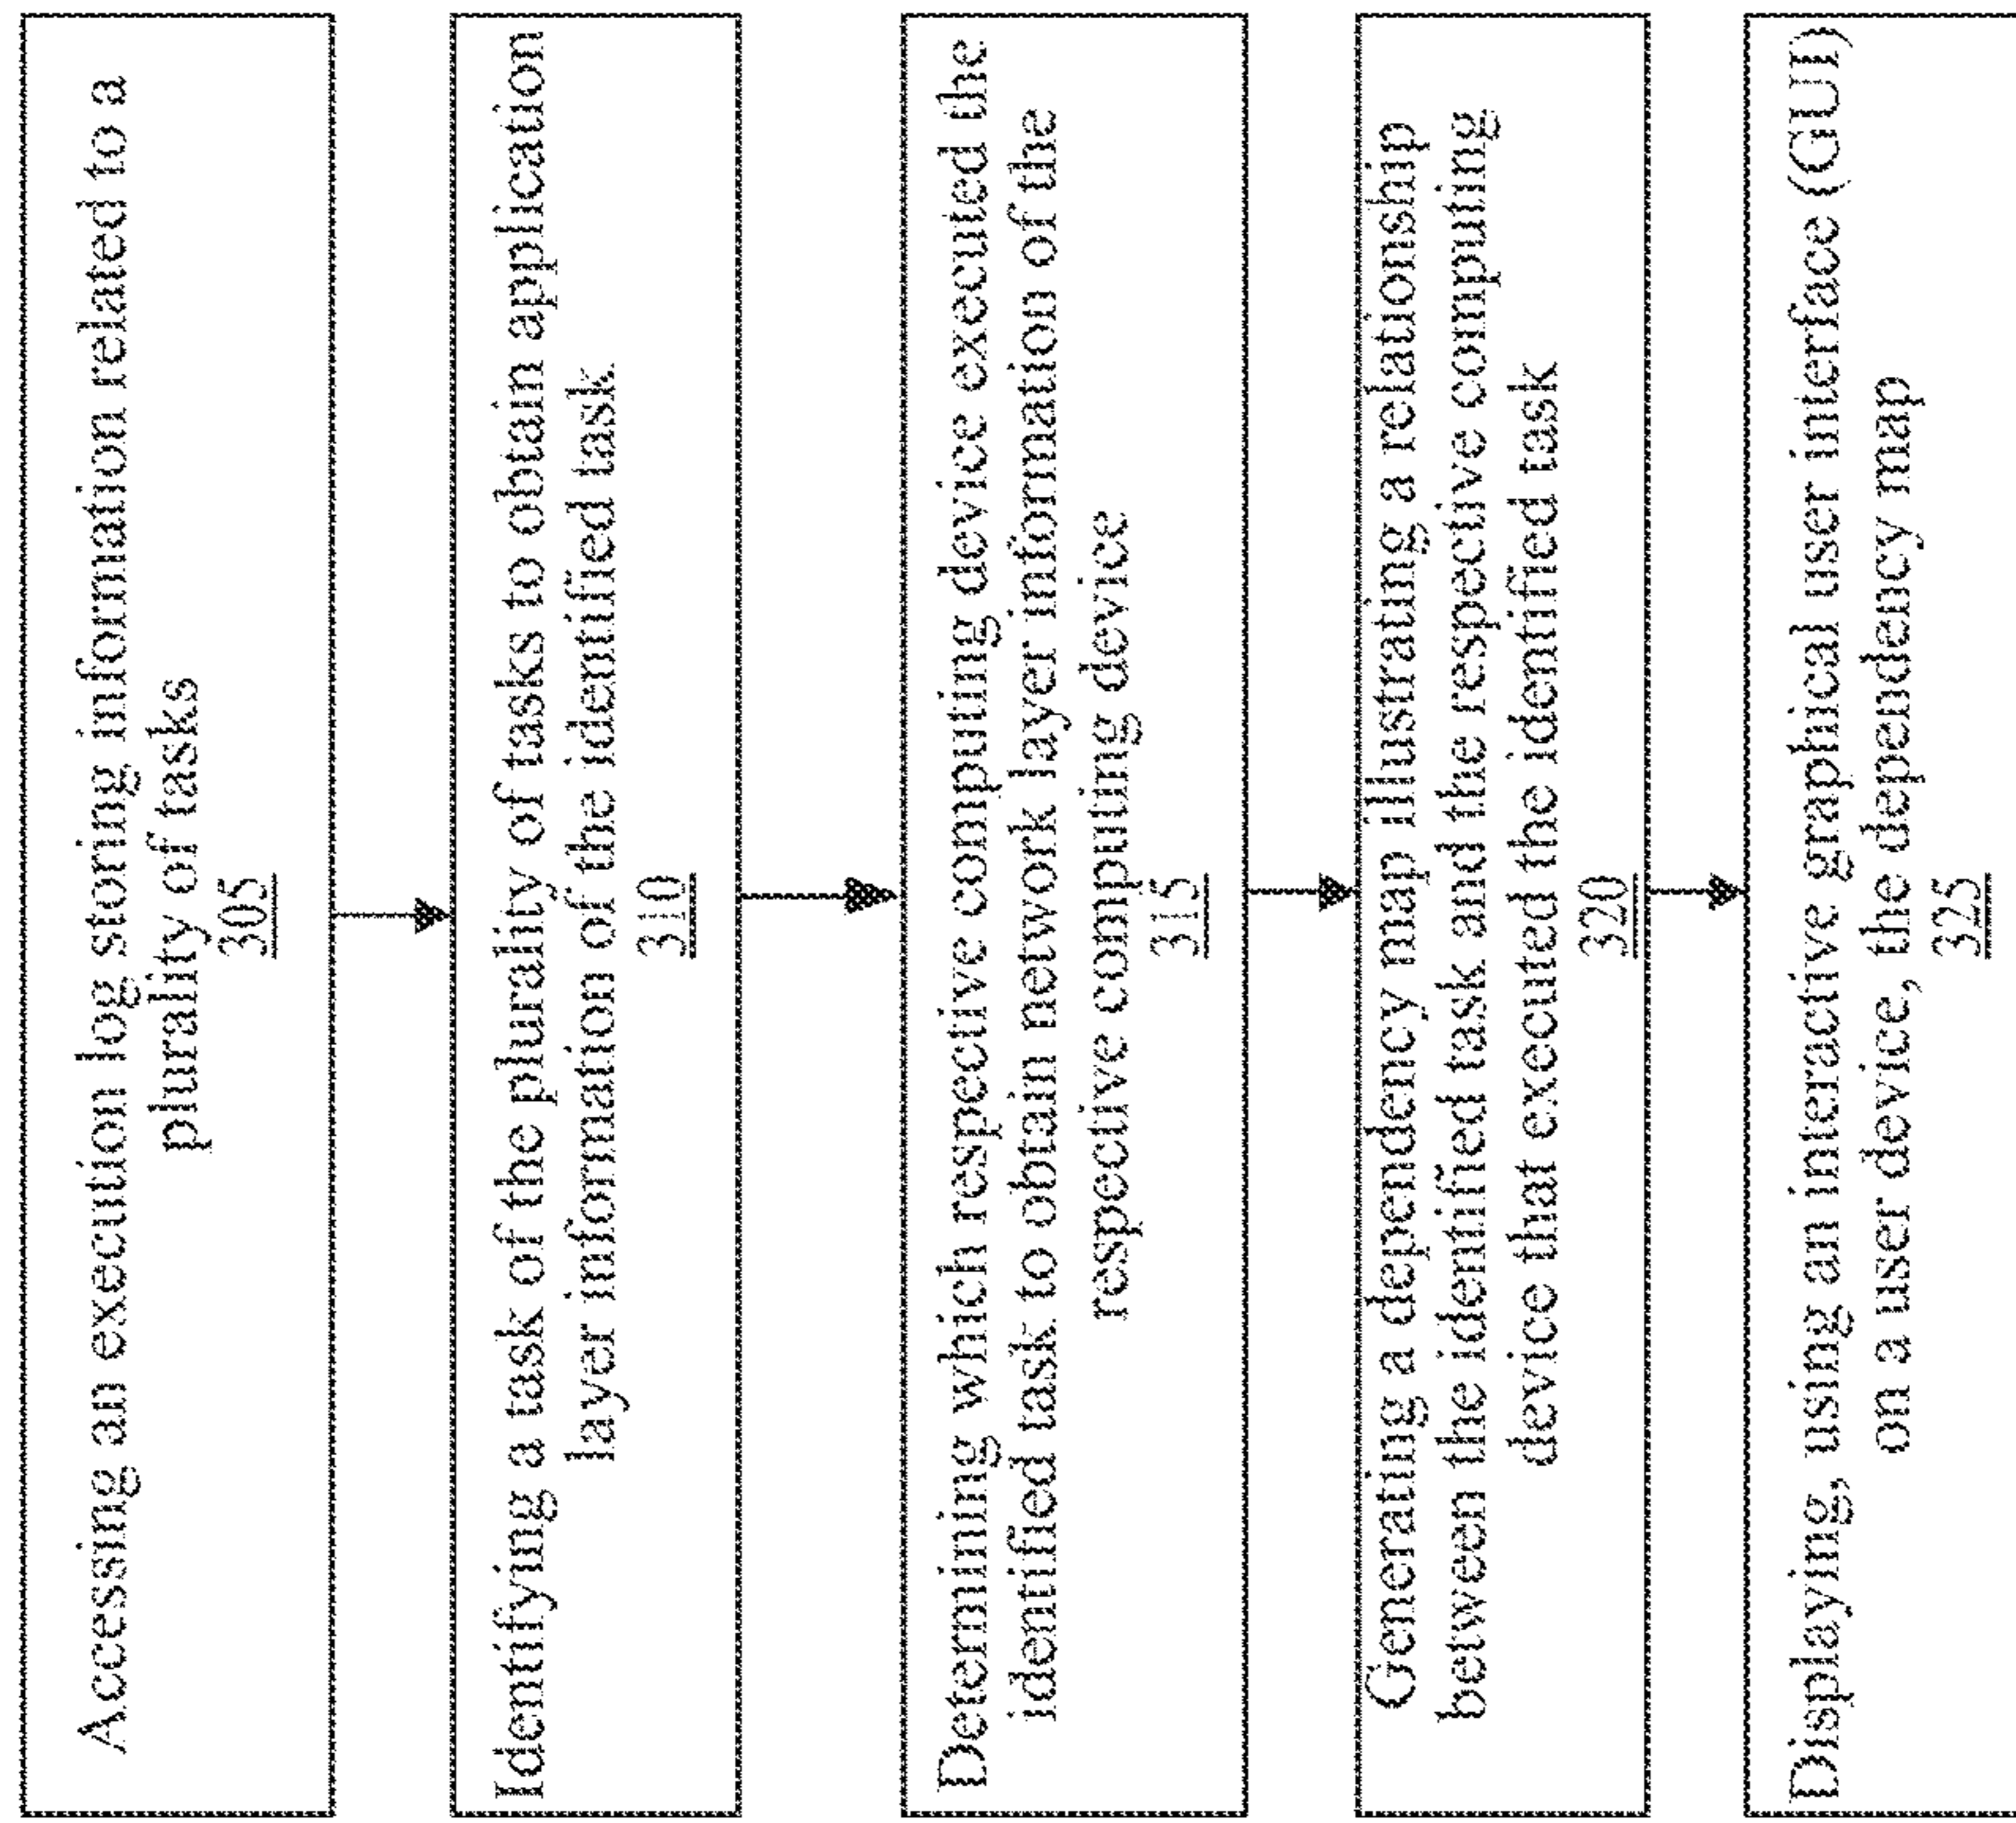 Accessing an execution log storing information related to a
plurality of tasks
305
Identifying a task of the plurality of tasks to obtain application
layer information of the identified task
310
Determining which respective computing device executed the
identified task to obtain network layer information of the
respective computing device
315
Generating a dependency map illustrating a relationship
between the identified task and the respective computing
device that executed the identified task
320
Displaying, using an interactive graphical user interface (GUI)
on a user device, the dependency map
325